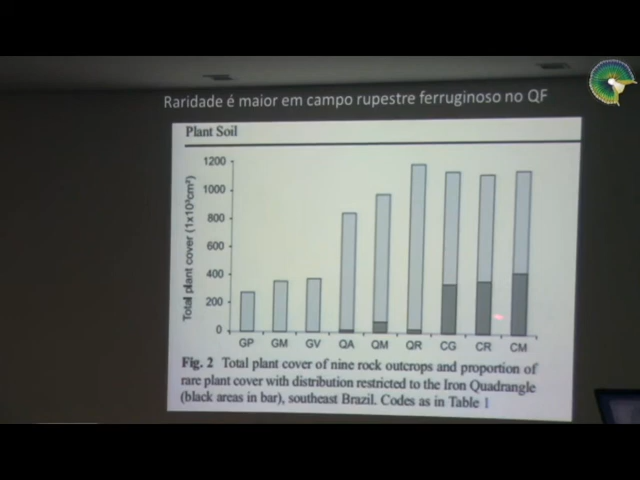 Raridade é maior em campo rupestre ferruginoso no QF
Plant Soil
Total plant cover (1x10³cm²)
1200
1000
800
600
400
200
0
GP GM GV QA QM QR CG CR CM
Fig. 2 Total plant cover of nine rock outcrops and proportion of
rare plant cover with distribution restricted to the Iron Quadrangle
(black areas in bar), southeast Brazil. Codes as in Table 1